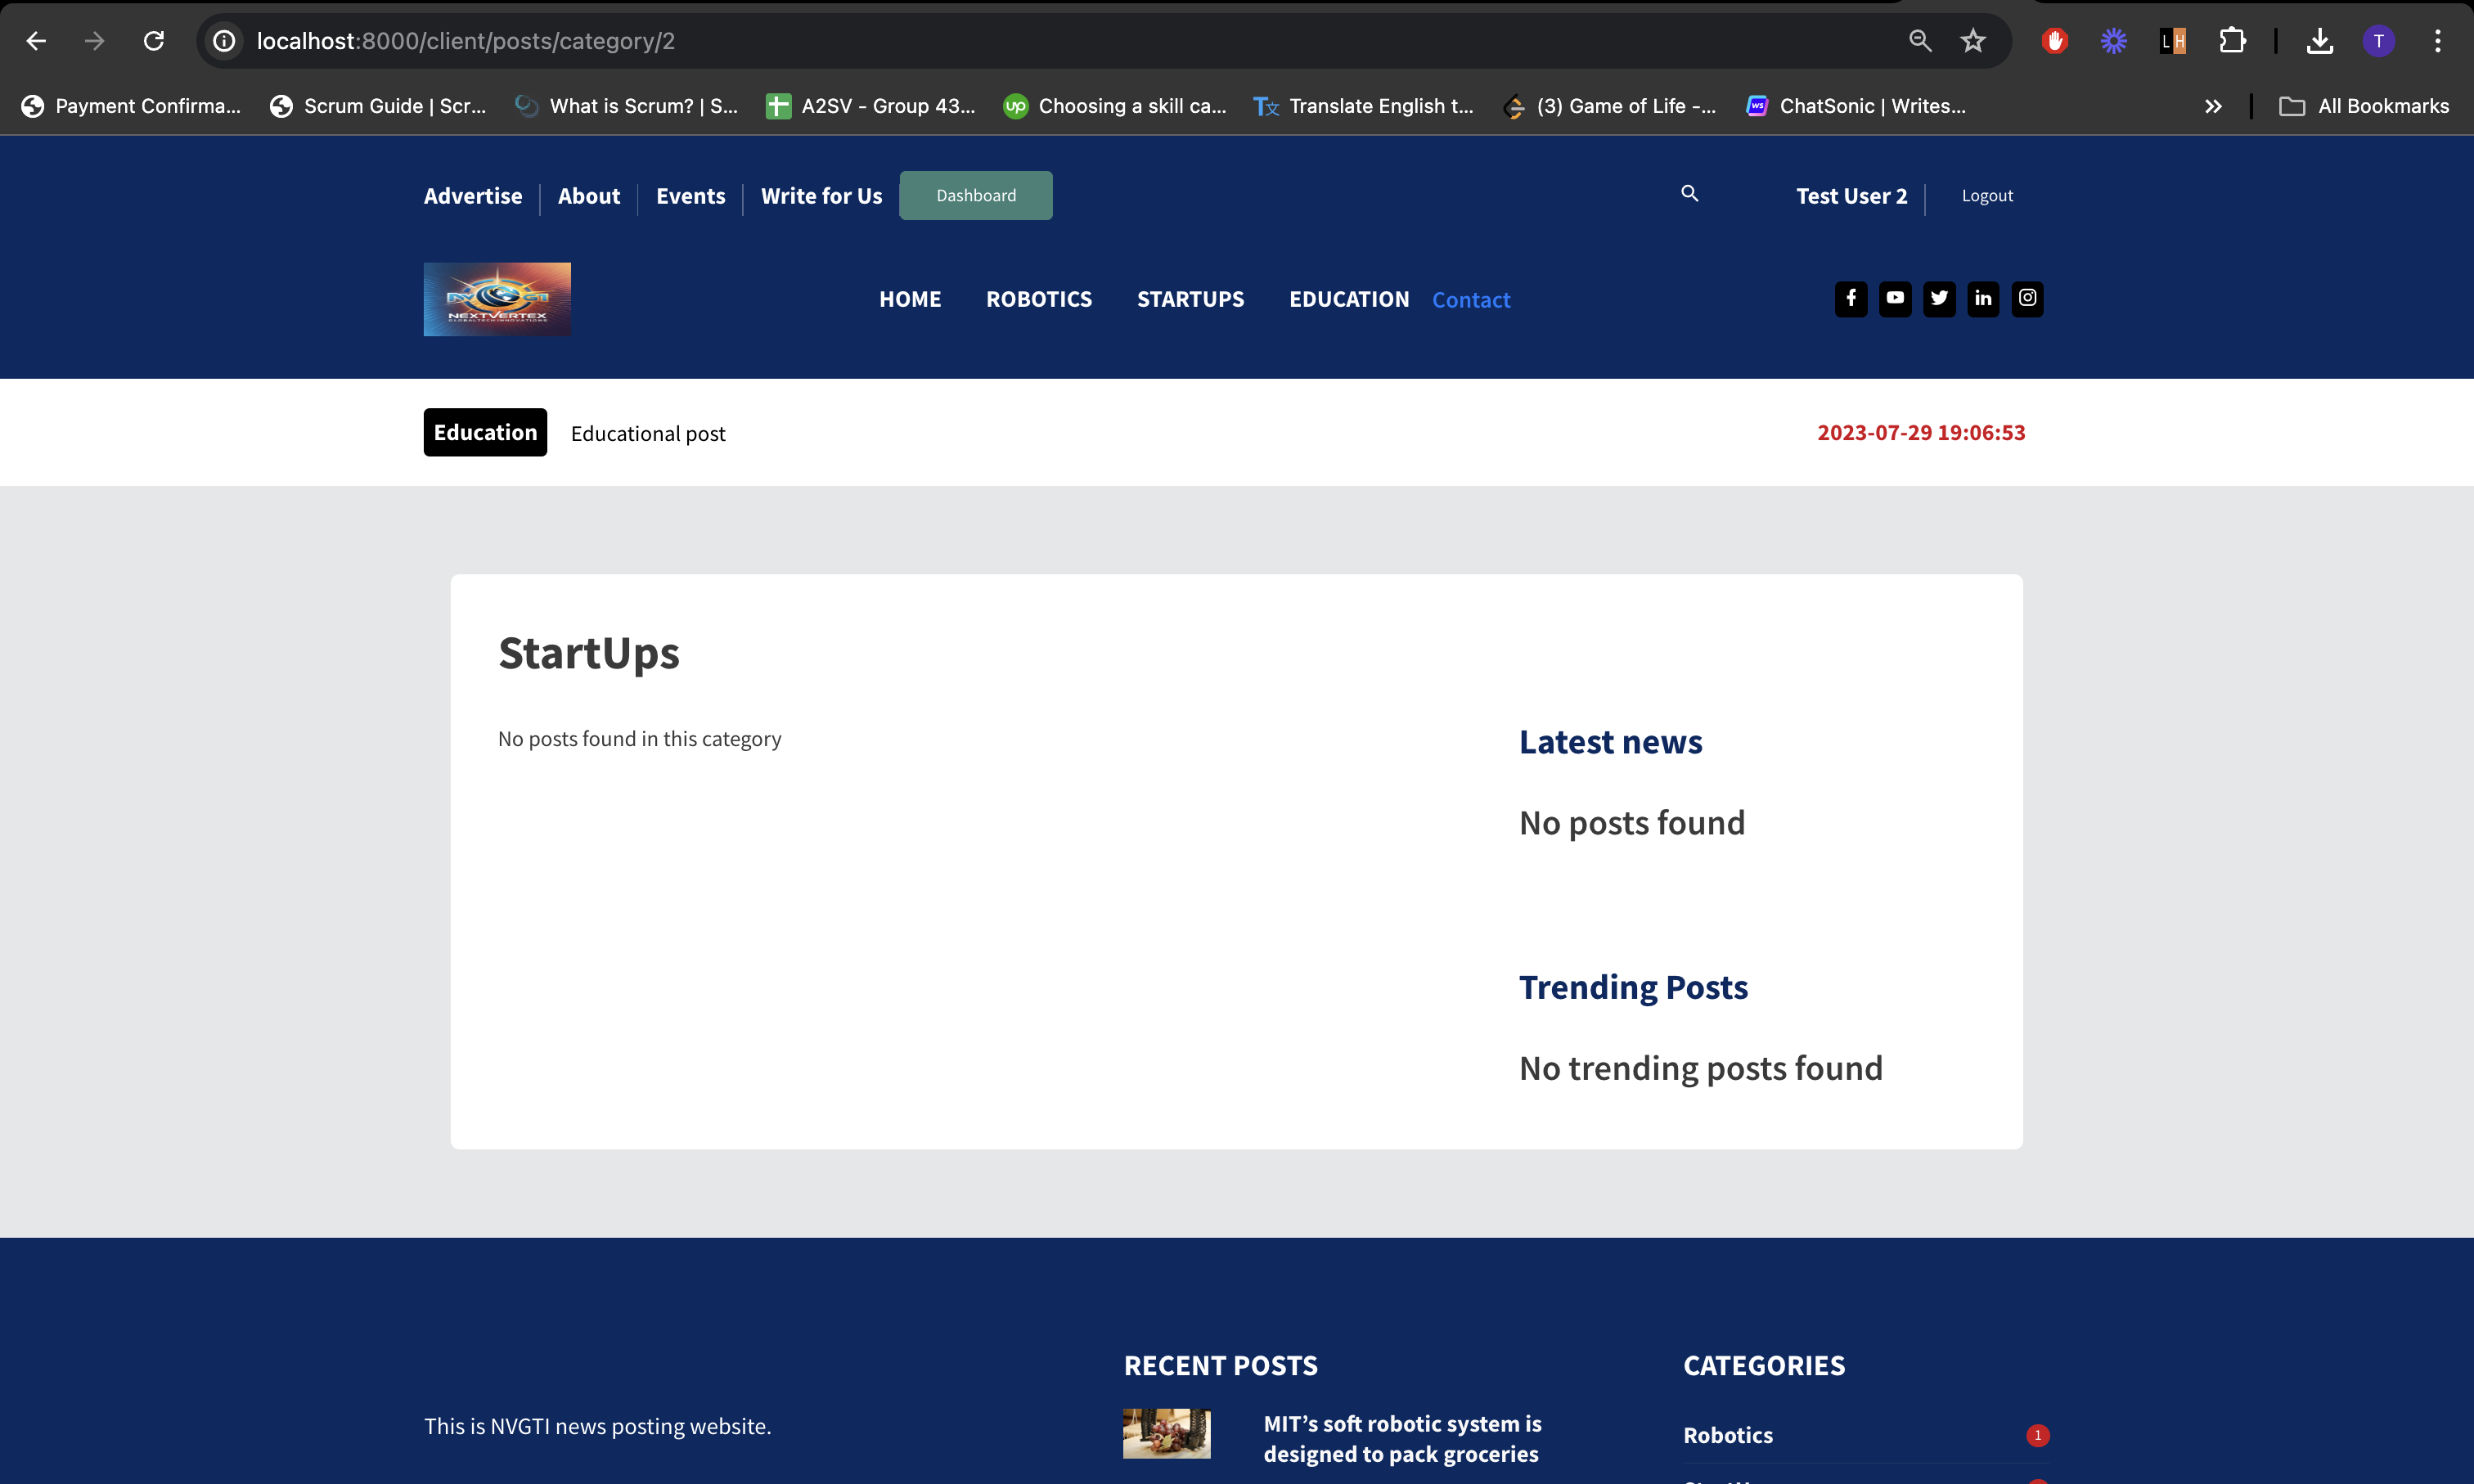 localhost:8000/client/posts/category/2
T
Payment Confirma...
Scrum Guide | Scr...
What is Scrum? | S...
A2SV - Group 43...
up
Choosing a skill ca...
Translate English t...
(3) Game of Life -...
ws
ChatSonic | Writes...
All Bookmarks
Advertise
About
Events
Write for Us
Dashboard
Test User 2
Logout
NEXTVERTEX
HOME
ROBOTICS
STARTUPS
EDUCATION
Contact
Education
Educational post
2023-07-29 19:06:53
StartUps
No posts found in this category
Latest news
No posts found
Trending Posts
No trending posts found
This is NVGTI news posting website.
RECENT POSTS
MIT’s soft robotic system is
designed to pack groceries
CATEGORIES
Robotics
1